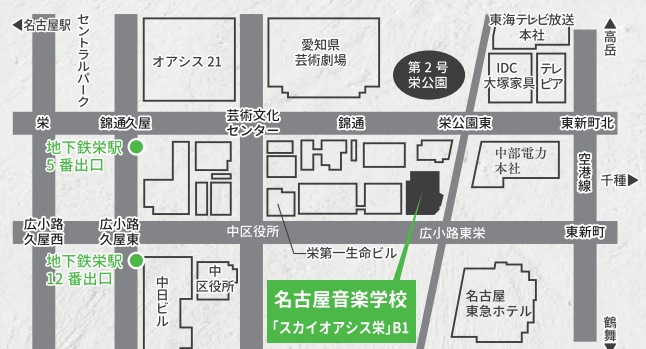 ◀名古屋駅
セントラルパーク
オアシス 21
愛知県
芸術劇場
第 2 号
栄公園
東海テレビ放送
本社
IDC
大塚家具
テレ
ピア
▲高岳
栄
錦通久屋
芸術文化
センター
錦通
栄公園東
東新町北
地下鉄栄駅
5 番出口
中部電力
本社
空港線
千種▶
広小路
久屋西
広小路
久屋東
中区役所
広小路東栄
東新町
栄第一生命ビル
地下鉄栄駅
12 番出口
中日ビル
中
区役所
名古屋音楽学校
「スカイオアシス栄」B1
名古屋
東急ホテル
鶴舞▼